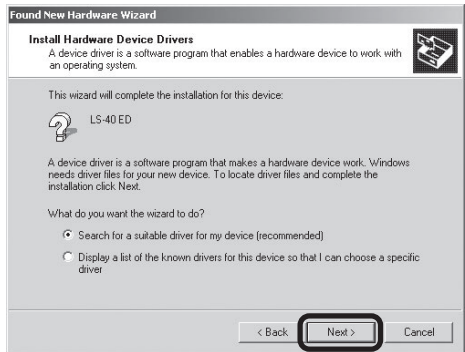 Found New Hardware Wizard
Install Hardware Device Drivers
A device driver is a software program that enables a hardware device to work with
an operating system.
This wizard will complete the installation for this device:
LS-40 ED
A device driver is a software program that makes a hardware device work. Windows
needs driver files for your new device. To locate driver files and complete the
installation click Next.
What do you want the wizard to do?
Search for a suitable driver for my device (recommended)
Display a list of the known drivers for this device so that I can choose a specific
driver
< Back Next > Cancel